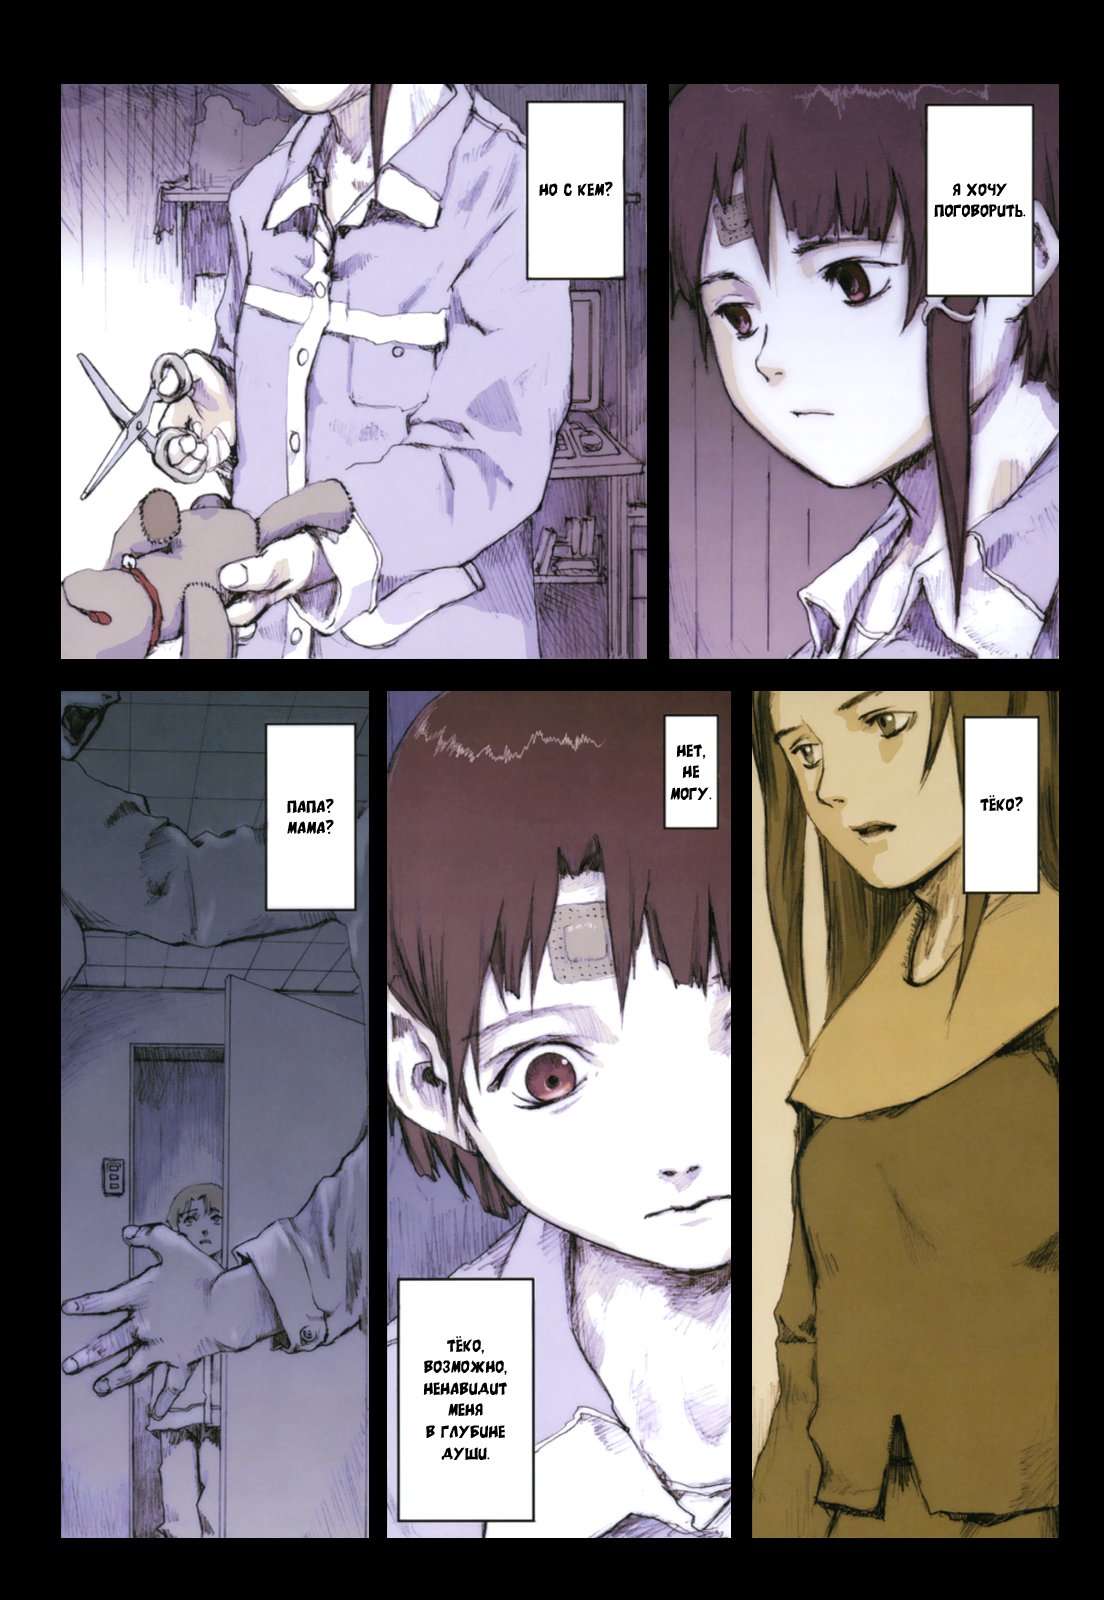 Я ХОЧУ
ПОГОВОРИТЬ.
НО С КЕМ?
ТЁКО?
НЕТ,
НЕ
МОГУ.
ТЁКО,
ВОЗМОЖНО,
НЕНАВИДИТ
МЕНЯ
В ГЛУБИНЕ
ДУШИ.
ПАПА?
МАМА?